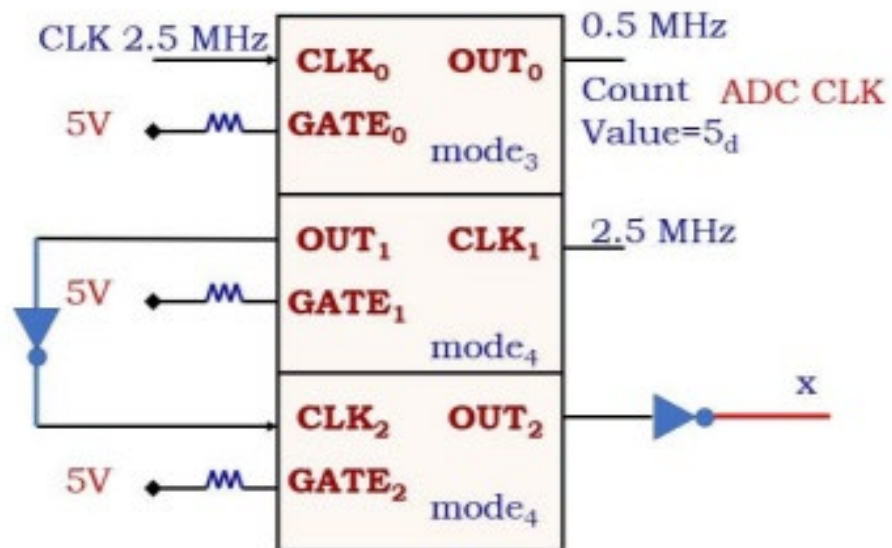 CLK 2.5 MHz
CLK₀ OUT₀
0.5 MHz
5V
GATE₀
mode₃
Count ADC CLK
Value=5d
OUT₁ CLK₁
2.5 MHz
5V
GATE₁
mode₄
CLK₂ OUT₂
x
5V
GATE₂
mode₄